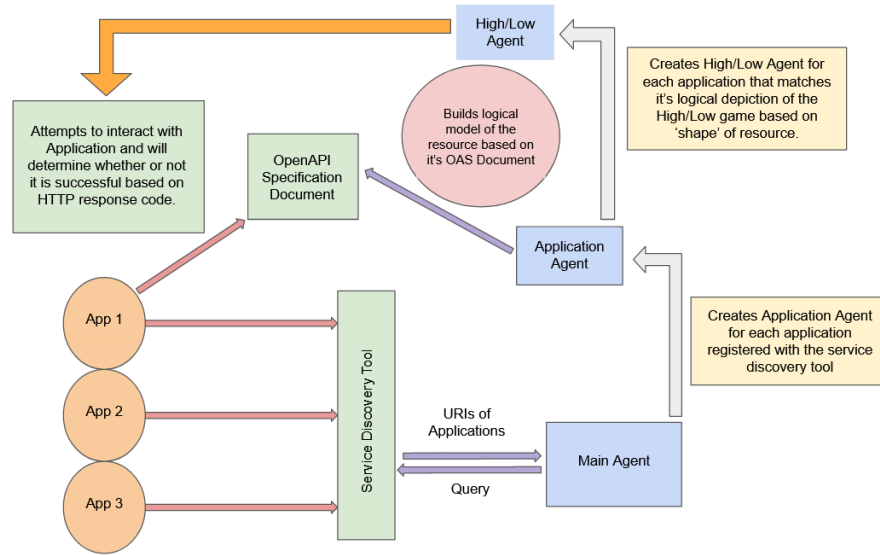 High/Low
Agent
Creates High/Low Agent for
each application that matches
it's logical depiction of the
High/Low game based on
'shape' of resource.
Attempts to interact with
Application and will
determine whether or not
it is successful based on
HTTP response code.
Builds logical
model of the
resource based on
it's OAS Document
OpenAPI
Specification
Document
Application
Agent
App 1
App 2
App 3
Service Discovery Tool
Creates Application Agent
for each application
registered with the service
discovery tool
URIs of
Applications
Query
Main Agent